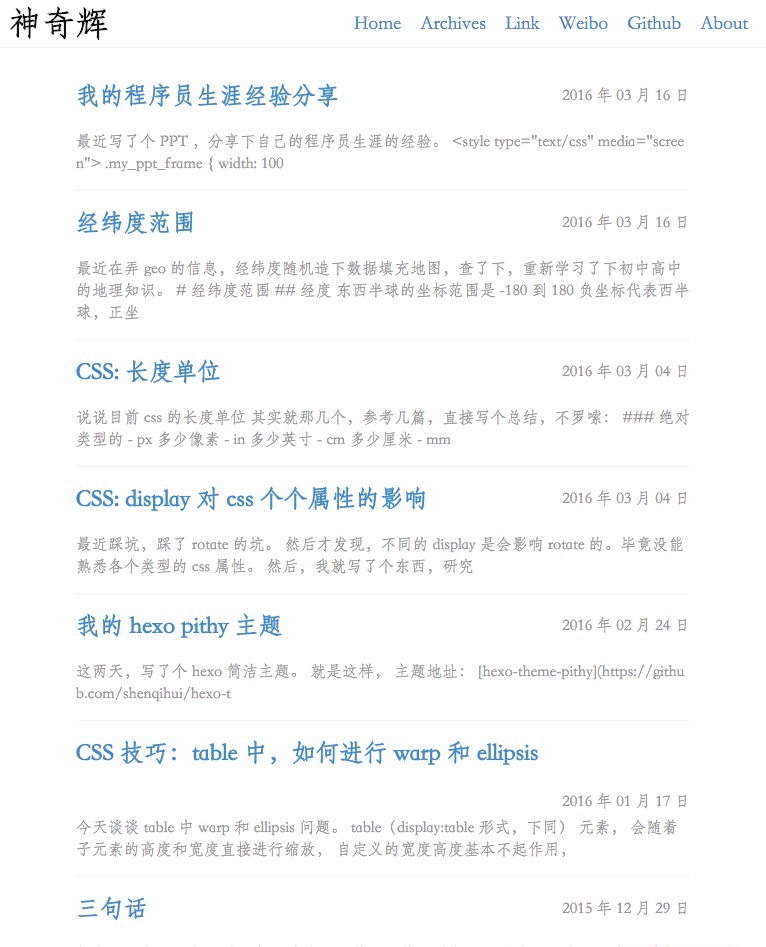 神奇辉
Home Archives Link Weibo Github About
我的程序员生涯经验分享 2016 年 03 月 16 日
最近写了个 PPT ，分享下自己的程序员生涯的经验。 <style type="text/css" media="scree
n"> .my_ppt_frame { width: 100
经纬度范围 2016 年 03 月 16 日
最近在弄 geo 的信息，经纬度随机造下数据填充地图，查了下，重新学习了下初中高中
的地理知识。 # 经纬度范围 ## 经度 东西半球的坐标范围是 -180 到 180 负坐标代表西半
球，正坐
CSS: 长度单位 2016 年 03 月 04 日
说说目前 css 的长度单位 其实就那几个，参考几篇，直接写个总结，不罗嗦： ### 绝对
类型的 - px 多少像素 - in 多少英寸 - cm 多少厘米 - mm
CSS: display 对 css 个个属性的影响 2016 年 03 月 04 日
最近踩坑，踩了 rotate 的坑。 然后才发现，不同的 display 是会影响 rotate 的。毕竟没能
熟悉各个类型的 css 属性。 然后，我就写了个东西，研究
我的 hexo pithy 主题 2016 年 02 月 24 日
这两天，写了个 hexo 简洁主题。 就是这样， 主题地址： [hexo-theme-pithy](https://githu
b.com/shenqihui/hexo-t
CSS 技巧：table 中，如何进行 warp 和 ellipsis
2016 年 01 月 17 日
今天谈谈 table 中 warp 和 ellipsis 问题。 table（display:table 形式，下同） 元素， 会随着
子元素的高度和宽度直接进行缩放， 自定义的宽度高度基本不起作用，
三句话 2015 年 12 月 29 日